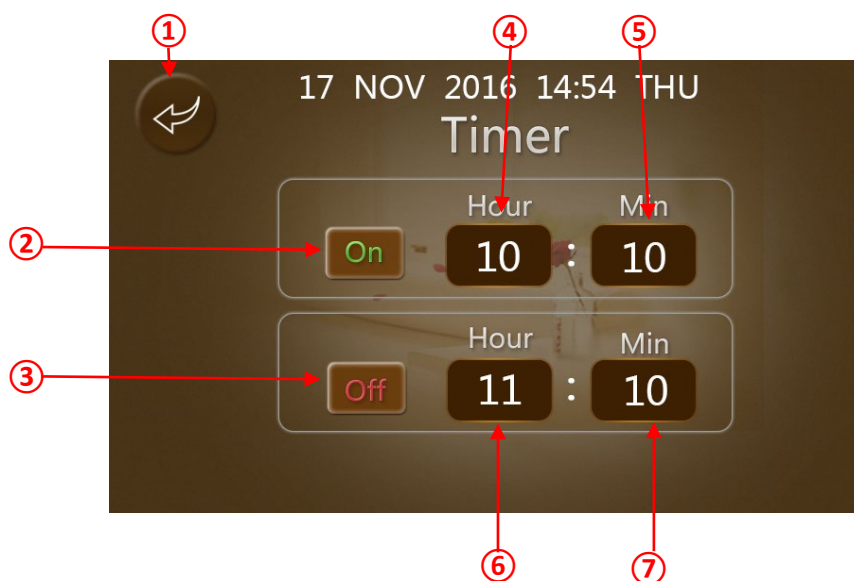 ① ④ ⑤
17 NOV 2016 14:54 THU
Timer
Hour Min
② On 10 : 10
Hour Min
③ Off 11 : 10
⑥ ⑦